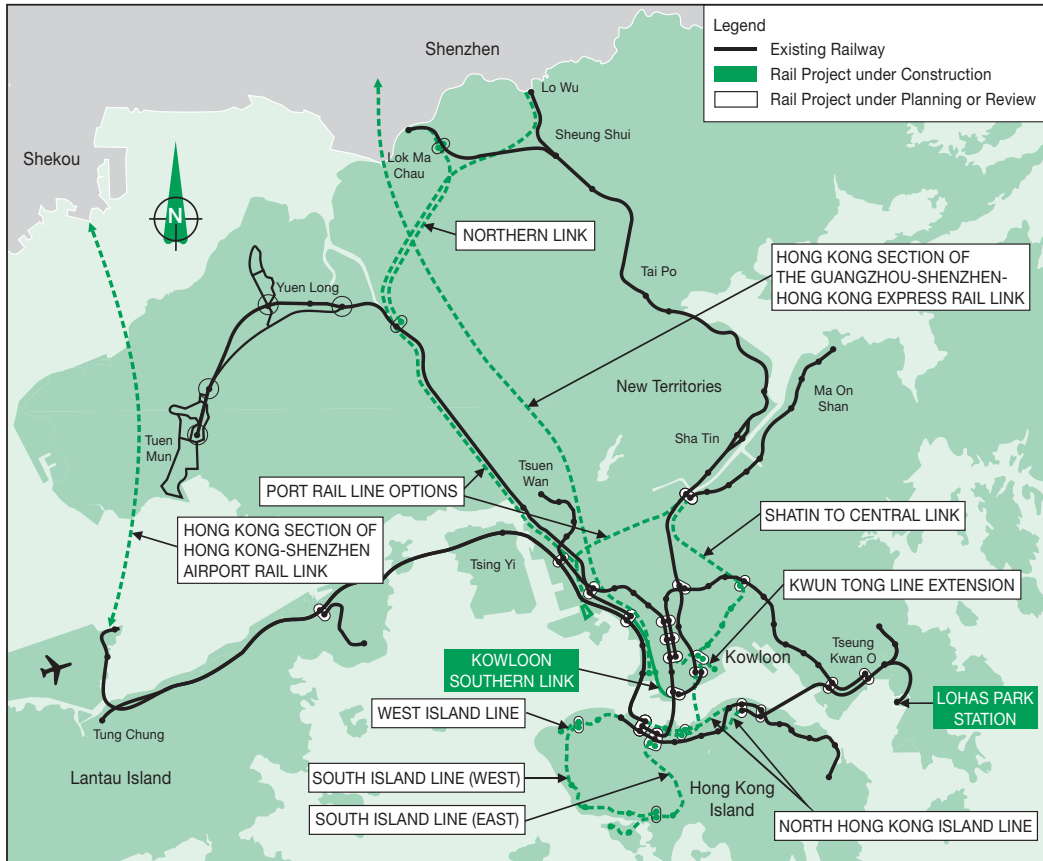 Legend
Existing Railway
Rail Project under Construction
Rail Project under Planning or Review
Shenzhen
Lo Wu
Sheung Shui
Shekou
Lok Ma
Chau
N
NORTHERN LINK
HONG KONG SECTION OF
THE GUANGZHOU-SHENZHEN-
HONG KONG EXPRESS RAIL LINK
Tai Po
Yuen Long
New Territories
Ma On
Shan
Sha Tin
Tuen
Mun
Tsuen
Wan
PORT RAIL LINE OPTIONS
SHATIN TO CENTRAL LINK
HONG KONG SECTION OF
HONG KONG-SHENZHEN
AIRPORT RAIL LINK
Tsing Yi
KWUN TONG LINE EXTENSION
Tseung
Kwan O
Kowloon
KOWLOON
SOUTHERN LINK
LOHAS PARK
STATION
WEST ISLAND LINE
Tung Chung
Lantau Island
SOUTH ISLAND LINE (WEST)
Hong Kong
Island
SOUTH ISLAND LINE (EAST)
NORTH HONG KONG ISLAND LINE